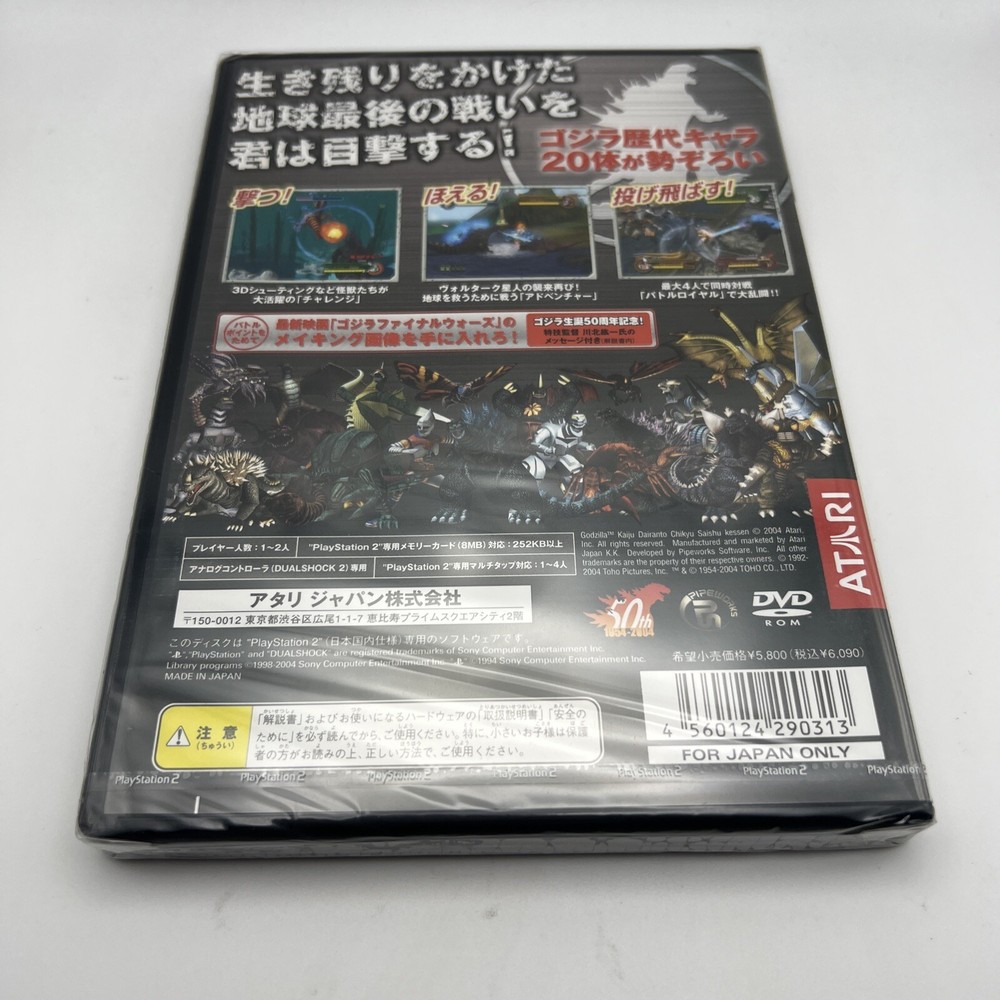 生き残りをかけた
地球最後の戦いを
君は目撃する!
ゴジラ歴代キャラ
20体が勢ぞろい
撃つ!
ほえる!
投げ飛ばす!
3Dシューティングなど怪獣たちが
大活躍の「チャレンジ」
ヴォルターク星人の襲来再び!
地球を救うために戦う「アドベンチャー」
最大4人で同時対戦
「バトルロイヤル」で大乱闘!!
バトル
ポイントを
ためて
最新映画「ゴジラファイナルウォーズ」の
メイキング画像を手に入れろ!
ゴジラ生誕50周年記念!
特技監督 川北紘一氏の
メッセージ付き(解説書内)
Godzilla™ Kaiju Dairanto Chikyu Saishu kessen © 2004 Atari,
Inc. All rights reserved. Manufactured and marketed by Atari
Japan K.K. Developed by Pipeworks Software, Inc. All other
trademarks are the property of their respective owners. © 1992-
2004 Toho Pictures, Inc. ™ & © 1954-2004 TOHO CO., LTD.
ATARI
プレイヤー人数:1~2人
"PlayStation 2"専用メモリーカード(8MB)対応:252KB以上
アナログコントローラ(DUALSHOCK 2)専用
"PlayStation 2"専用マルチタップ対応:1~4人
アタリ ジャパン株式会社
〒150-0012 東京都渋谷区広尾1-1-7 恵比寿プライムスクエアシティ2階
50th
1954-2004
PIPEWORKS
DVD
ROM
このディスクは "PlayStation 2" (日本国内仕様)専用のソフトウェアです。
"PlayStation" and "DUALSHOCK" are registered trademarks of Sony Computer Entertainment Inc.
Library programs ©1998-2004 Sony Computer Entertainment Inc. ©1994 Sony Computer Entertainment Inc.
MADE IN JAPAN
希望小売価格¥5,800(税込¥6,090)
4 560124 290313
FOR JAPAN ONLY
注意
(ちゅうい)
「解説書」およびお使いになるハードウェアの「取扱説明書」「安全の
ために」を必ず読んでから、ご使用ください。特に、小さいお子様は保護
者の方がお読みの上、正しい方法で、ご使用ください。
PlayStation 2 PlayStation 2 PlayStation 2 PlayStation 2 PlayStation 2 PlayStation 2 PlayStation